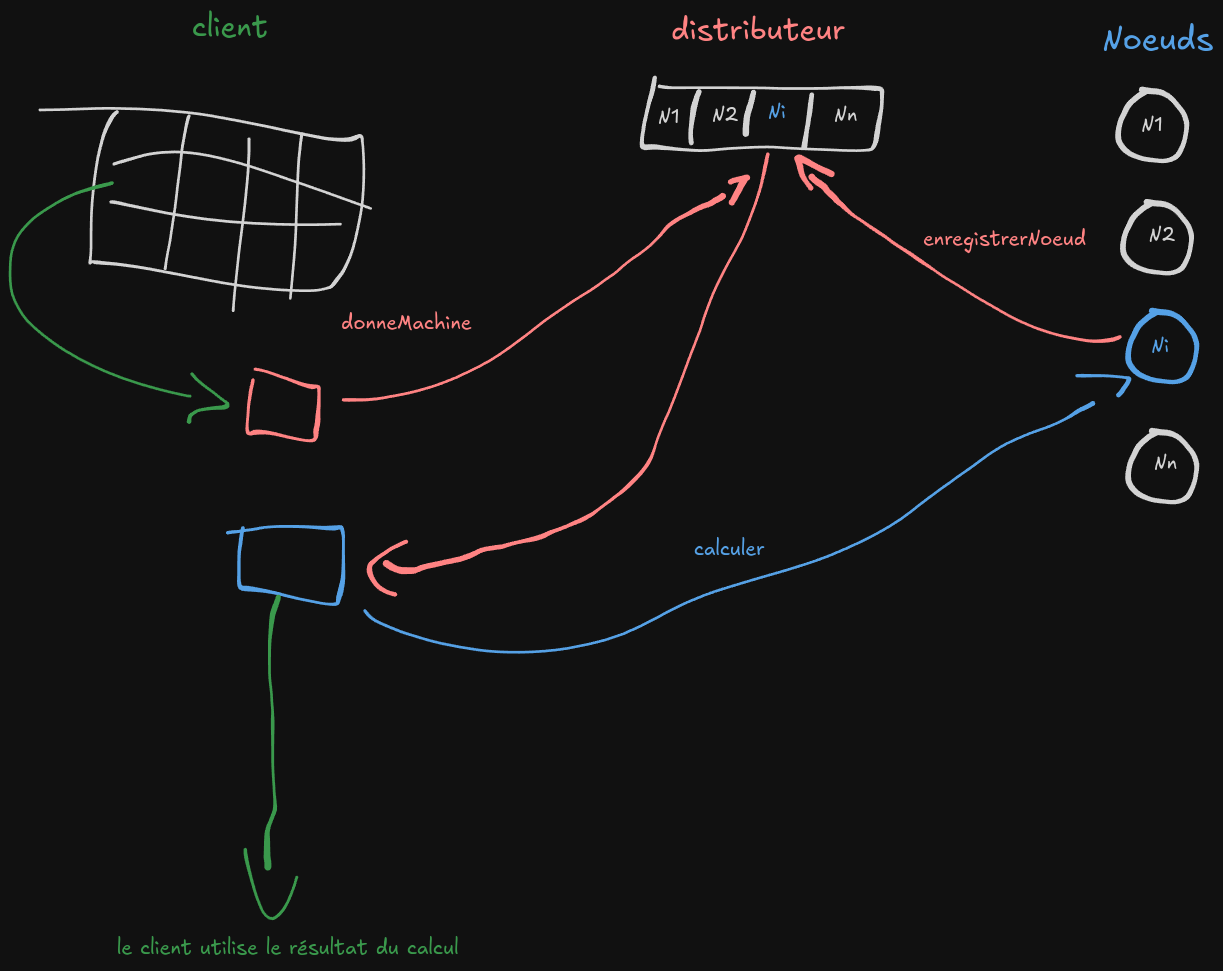 client
distributeur
Noeuds
N1 N2 Ni Nn
N1
N2
enregistrerNoeud
donneMachine
Ni
Nn
calculer
le client utilise le résultat du calcul